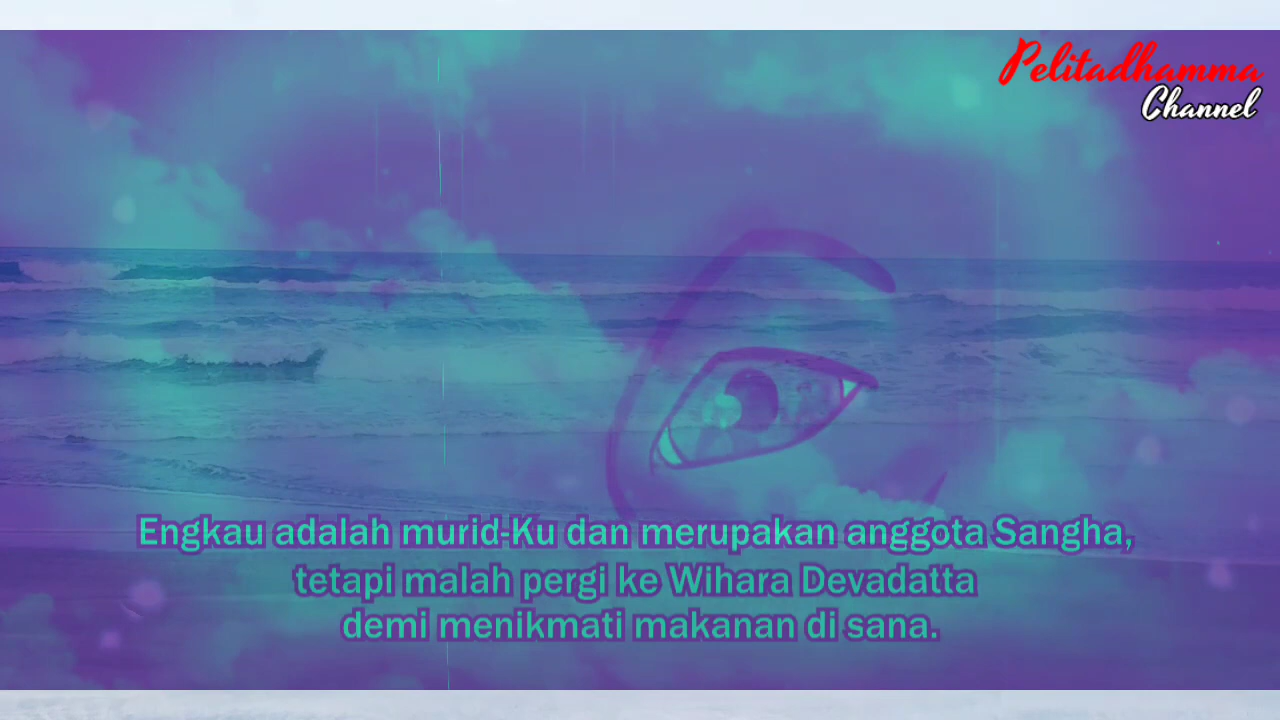 Pelitadhamma
Channel
Engkau adalah murid-Ku dan merupakan anggota Sangha,
tetapi malah pergi ke Wihara Devadatta
demi menikmati makanan di sana.